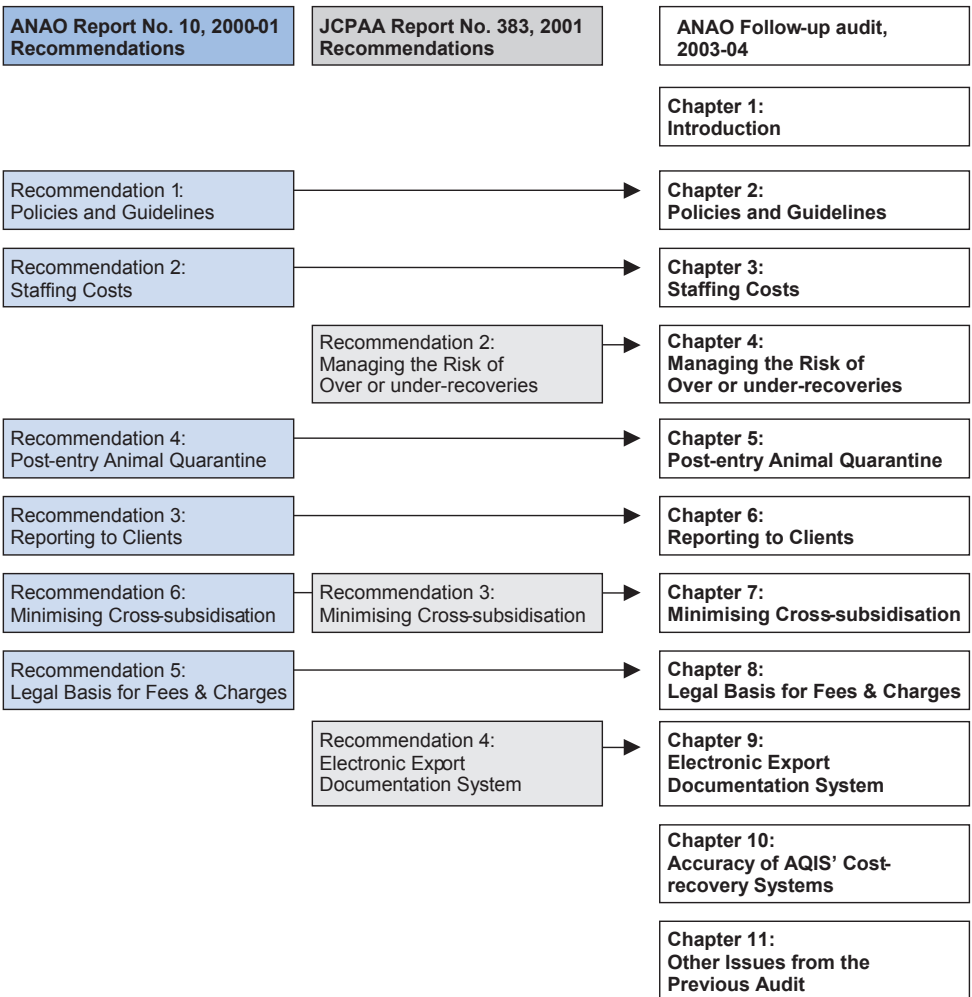 ANAO Report No. 10, 2000-01
Recommendations
JCPAA Report No. 383, 2001
Recommendations
ANAO Follow-up audit,
2003-04
Chapter 1:
Introduction
Recommendation 1:
Policies and Guidelines
Chapter 2:
Policies and Guidelines
Recommendation 2:
Staffing Costs
Chapter 3:
Staffing Costs
Recommendation 2:
Managing the Risk of
Over or under-recoveries
Chapter 4:
Managing the Risk of
Over or under-recoveries
Recommendation 4:
Post-entry Animal Quarantine
Chapter 5:
Post-entry Animal Quarantine
Recommendation 3:
Reporting to Clients
Chapter 6:
Reporting to Clients
Recommendation 6:
Minimising Cross-subsidisation
Recommendation 3:
Minimising Cross-subsidisation
Chapter 7:
Minimising Cross-subsidisation
Recommendation 5:
Legal Basis for Fees & Charges
Chapter 8:
Legal Basis for Fees & Charges
Recommendation 4:
Electronic Export
Documentation System
Chapter 9:
Electronic Export
Documentation System
Chapter 10:
Accuracy of AQIS' Cost-
recovery Systems
Chapter 11:
Other Issues from the
Previous Audit